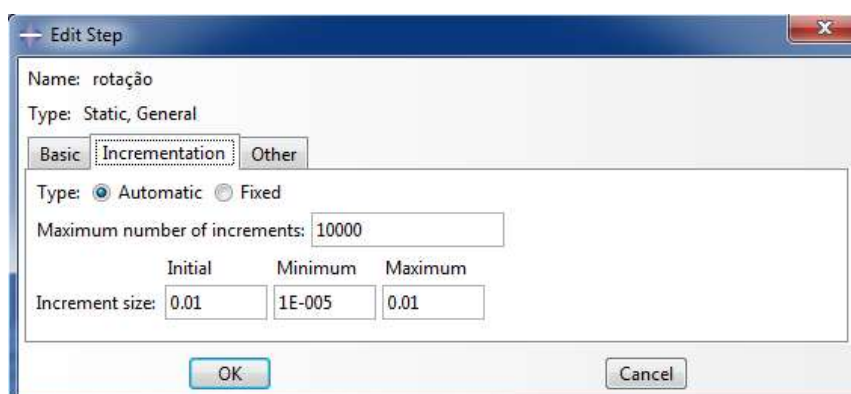 Edit Step
Name: rotação
Type: Static, General
Basic Incrementation Other
Type: Automatic Fixed
Maximum number of increments: 10000
Initial Minimum Maximum
Increment size: 0.01 1E-005 0.01
OK Cancel